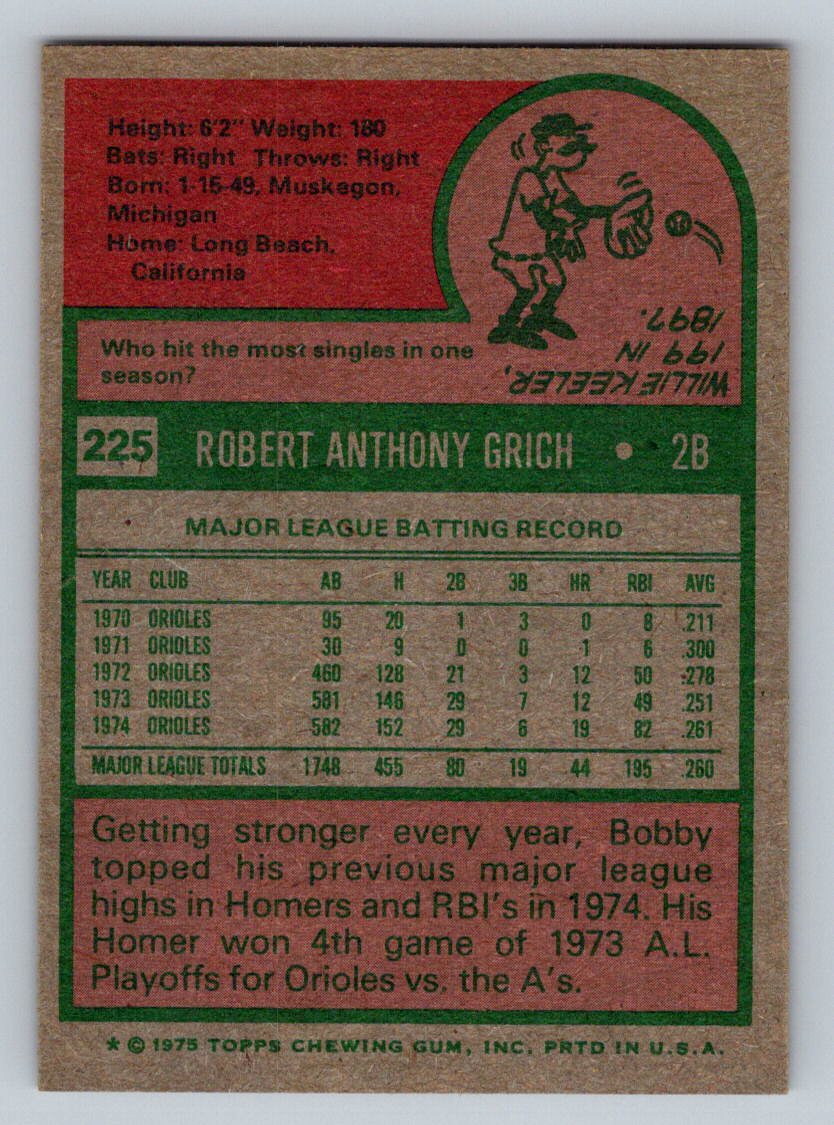 Height: 6'2" Weight: 180
Bats: Right Throws: Right
Born: 1-15-49, Muskegon,
Michigan
Home: Long Beach,
California
Who hit the most singles in one
season?
WILLIE KEELER,
199 IN
1897.
225 ROBERT ANTHONY GRICH • 2B
MAJOR LEAGUE BATTING RECORD
YEAR CLUB AB H 2B 3B HR RBI AVG
1970 ORIOLES 95 20 1 3 0 8 .211
1971 ORIOLES 30 9 0 0 1 6 .300
1972 ORIOLES 460 128 21 3 12 50 .278
1973 ORIOLES 581 146 29 7 12 49 .251
1974 ORIOLES 582 152 29 6 19 82 .261
MAJOR LEAGUE TOTALS 1748 455 80 19 44 195 .260
Getting stronger every year, Bobby
topped his previous major league
highs in Homers and RBI's in 1974. His
Homer won 4th game of 1973 A.L.
Playoffs for Orioles vs. the A's.
* © 1975 TOPPS CHEWING GUM, INC. PRTD IN U.S.A.